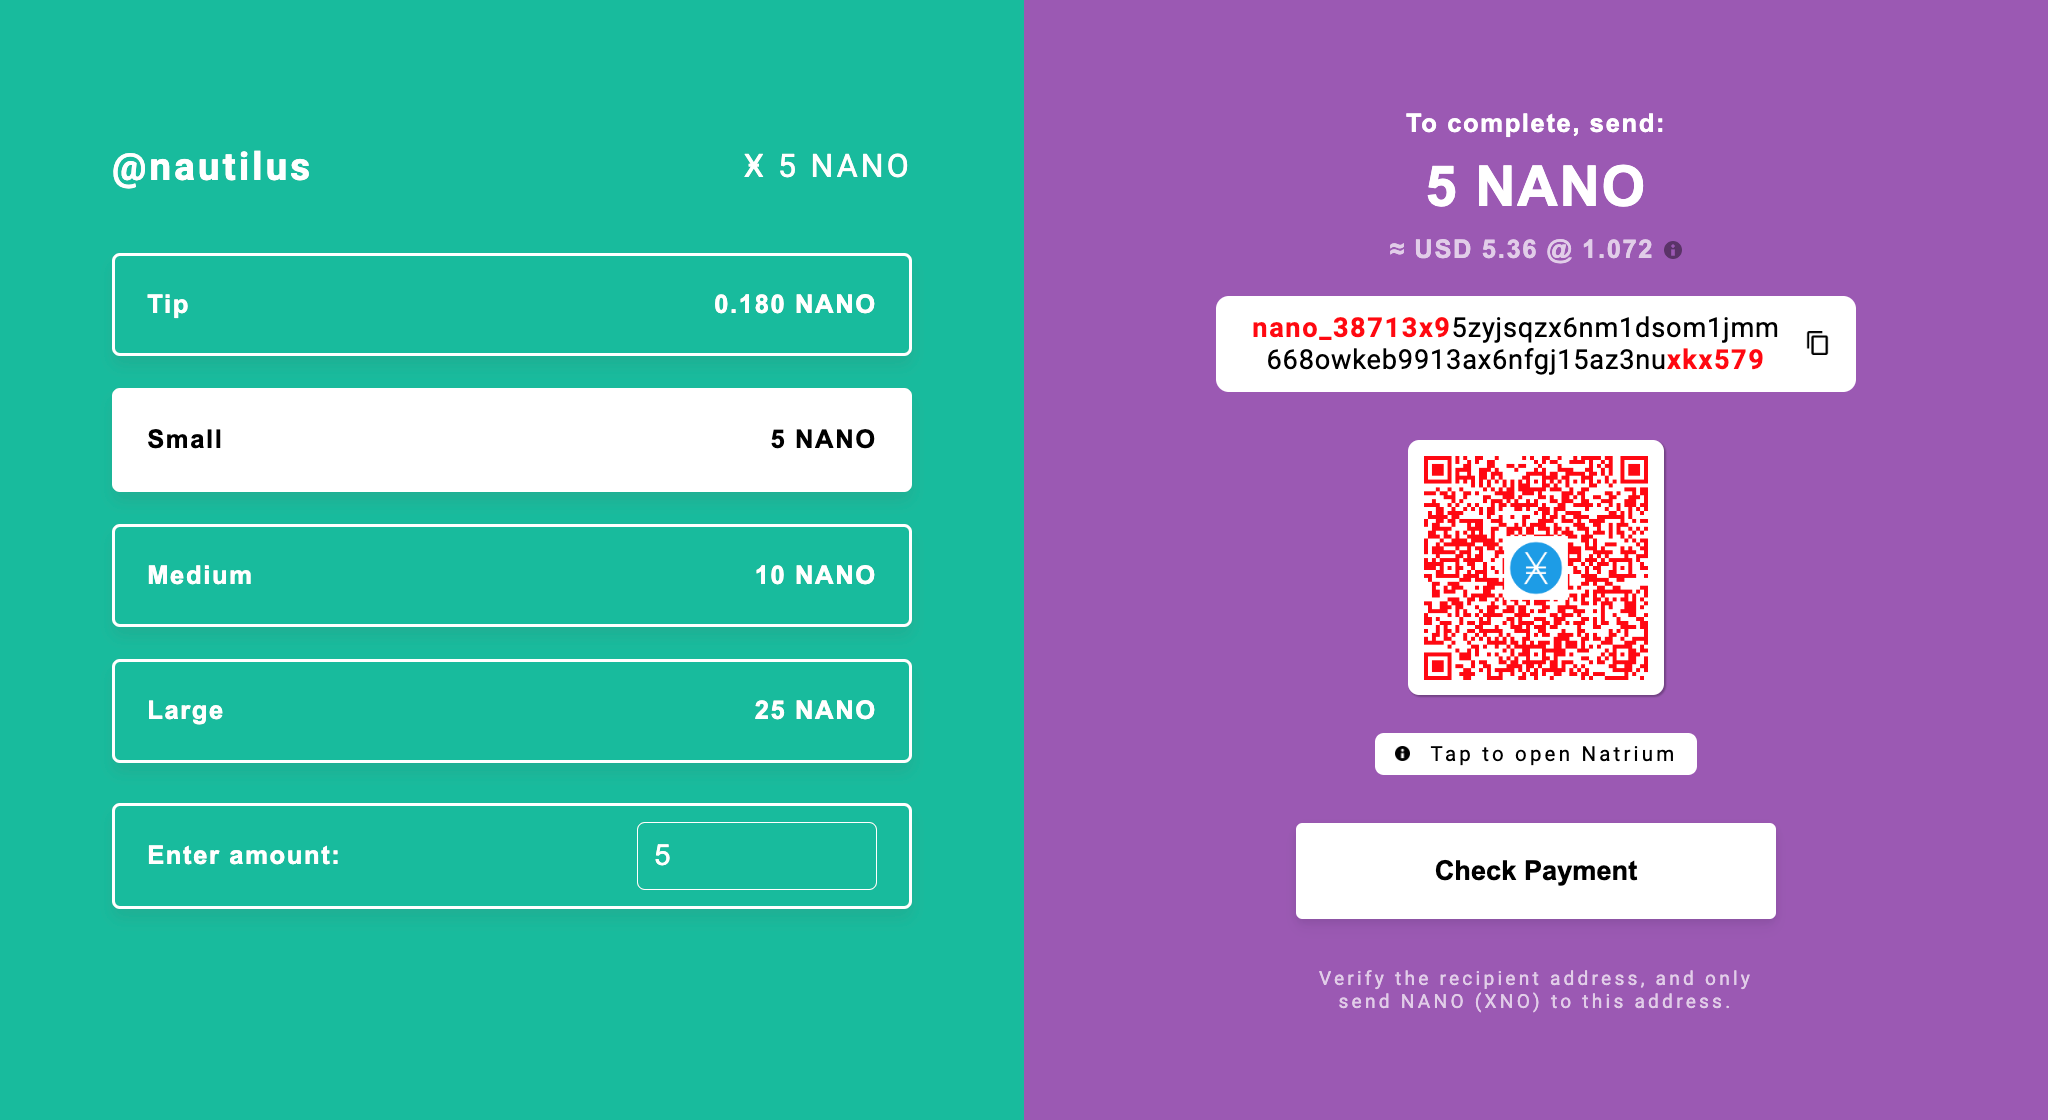 @nautilus
Ӿ 5 NANO
Tip
0.180 NANO
Small
5 NANO
Medium
10 NANO
Large
25 NANO
Enter amount:
5
To complete, send:
5 NANO
≈ USD 5.36 @ 1.072
nano_38713x95zyjsqzx6nm1dsom1jmm
668owkeb9913ax6nfgj15az3nuxkx579
Tap to open Natrium
Check Payment
Verify the recipient address, and only
send NANO (XNO) to this address.